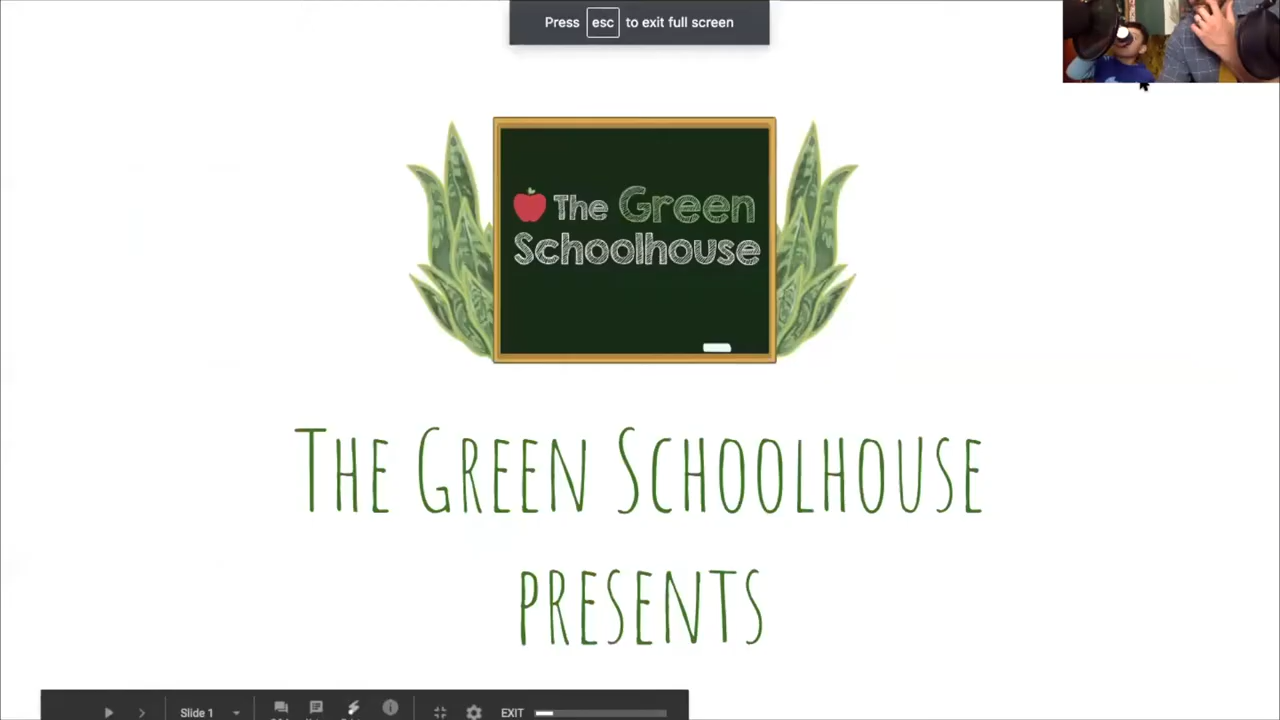 Press esc to exit full screen
The Green
Schoolhouse
THE GREEN SCHOOLHOUSE
PRESENTS
Slide 1
EXIT